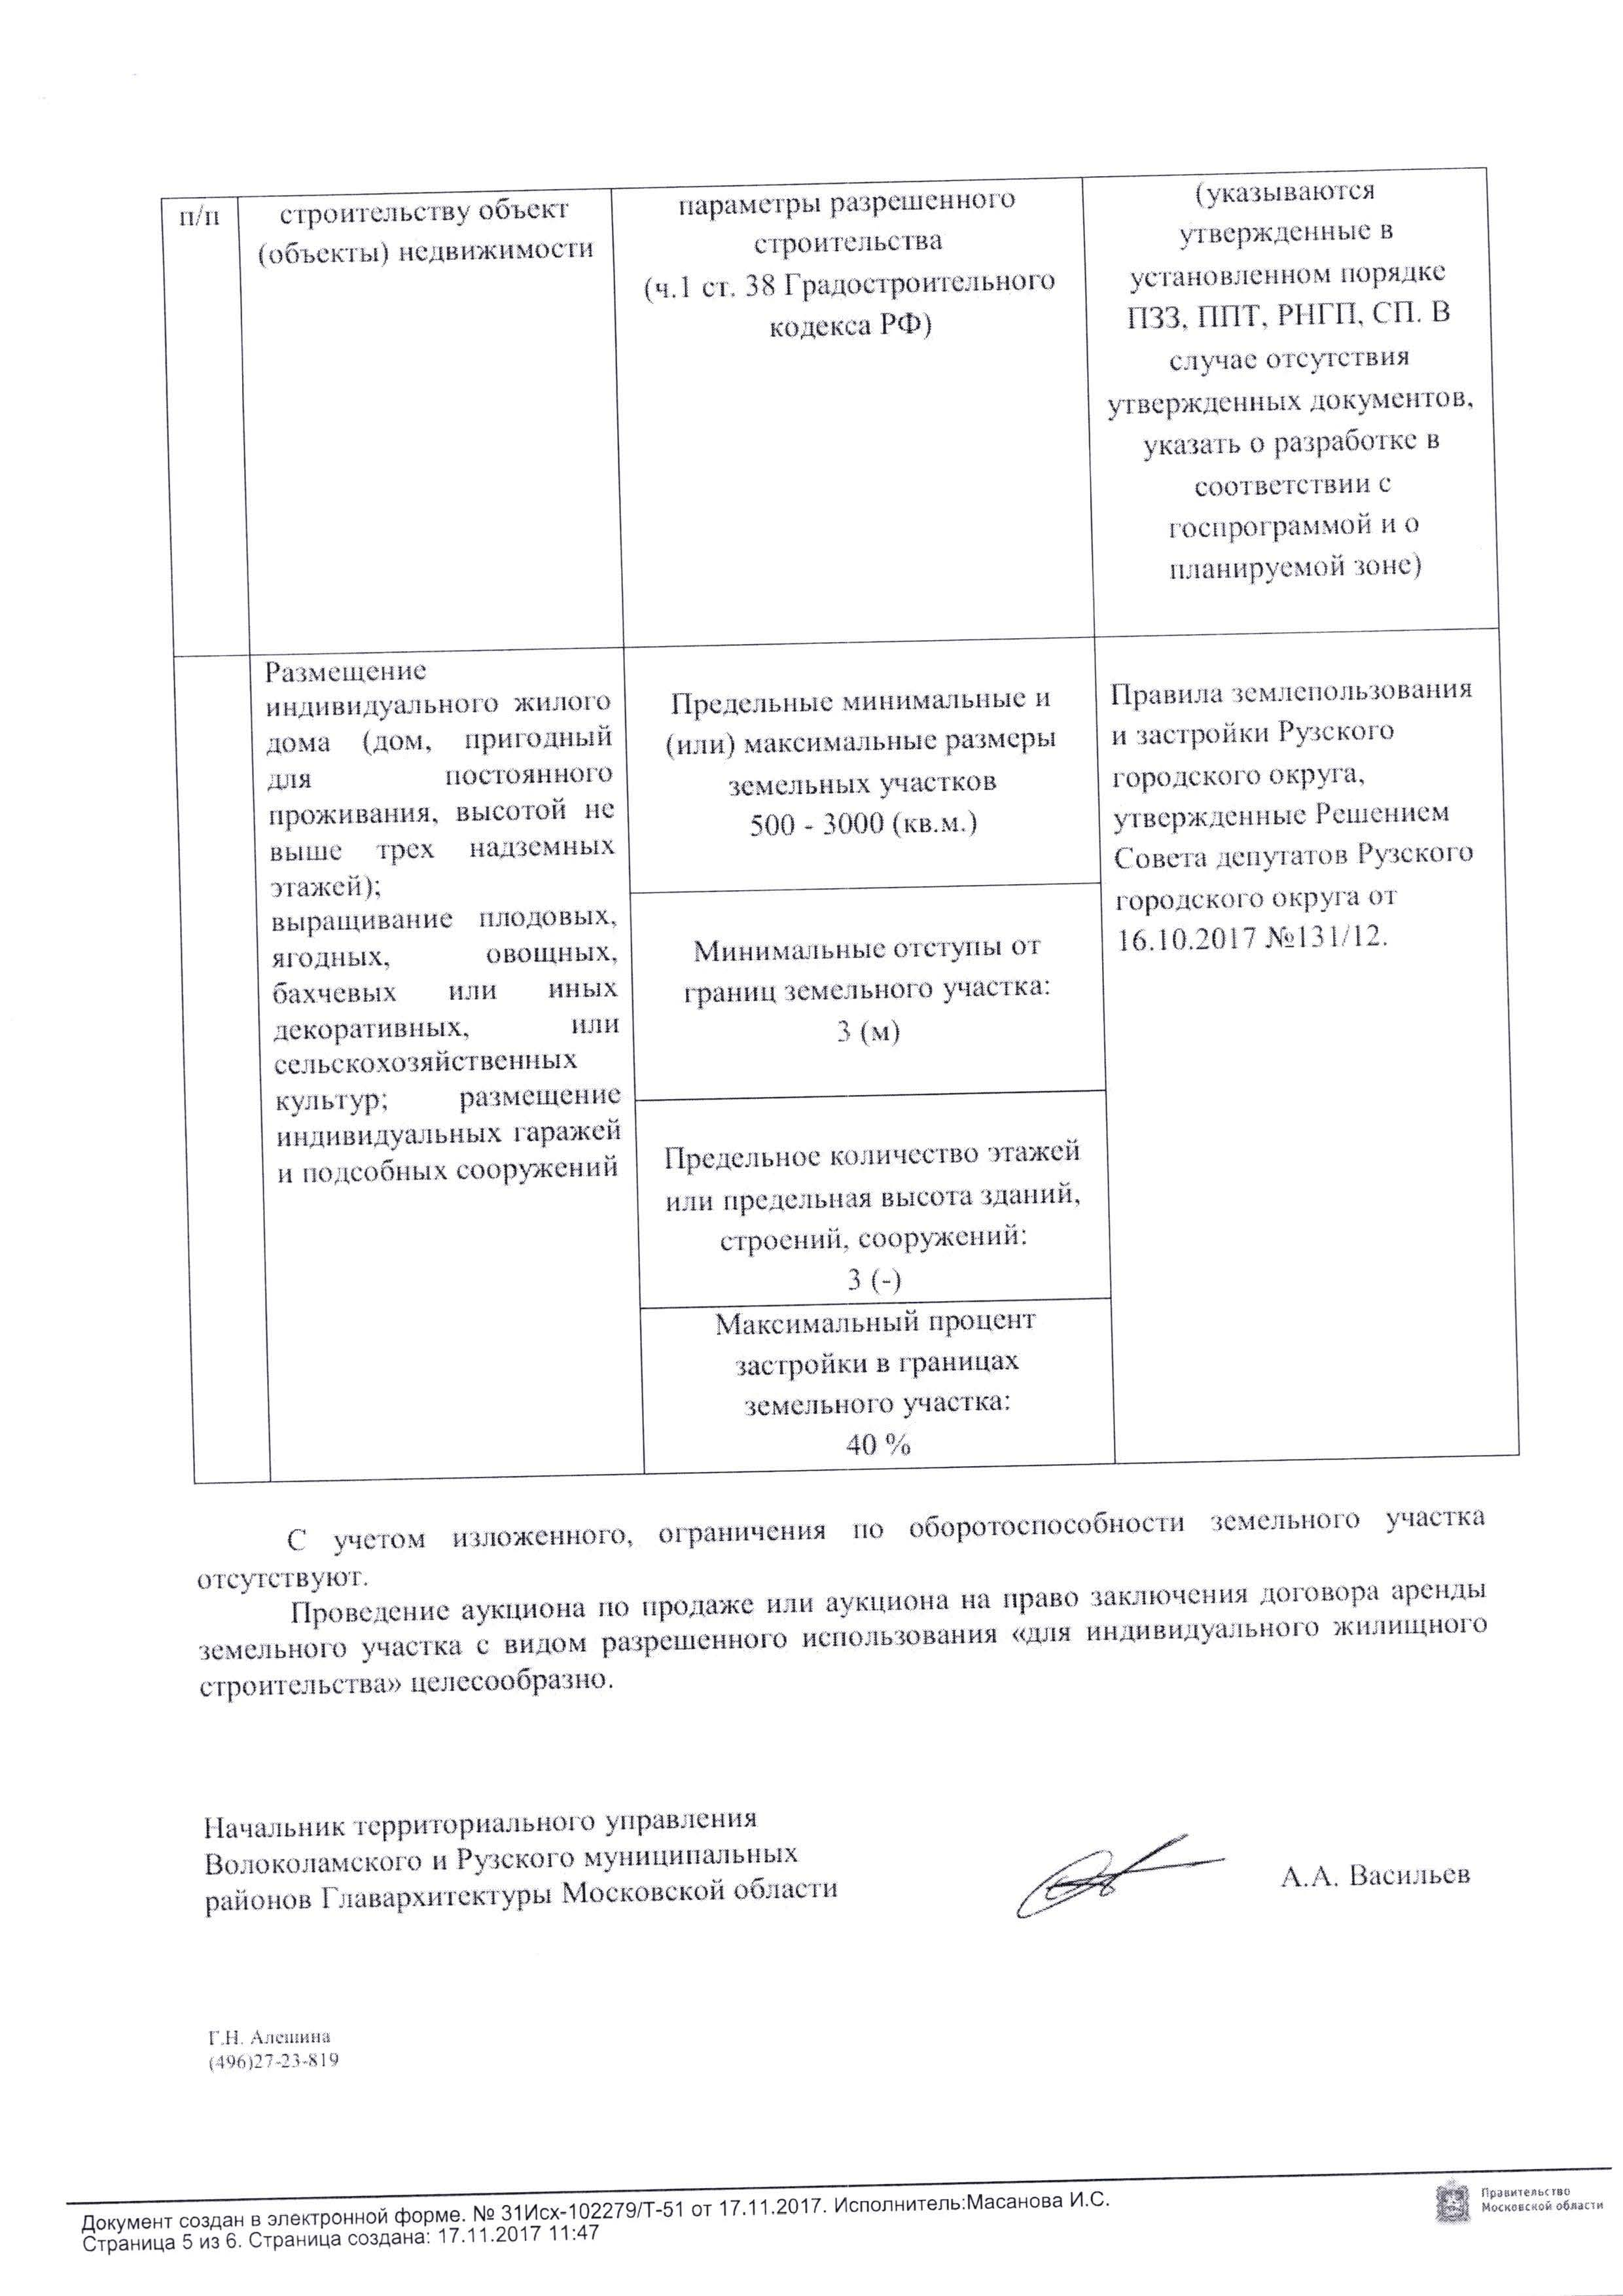 п/п
строительству объект
(объекты) недвижимости
параметры разрешенного
строительства
(ч.1 ст. 38 Градостроительного
кодекса РФ)
(указываются
утвержденные в
установленном порядке
ПЗЗ, ППТ, РНГП, СП. В
случае отсутствия
утвержденных документов,
указать о разработке в
соответствии с
госпрограммой и о
планируемой зоне)
Размещение
индивидуального жилого
дома (дом, пригодный
для постоянного
проживания, высотой не
выше трех надземных
этажей);
выращивание плодовых,
ягодных, овощных,
бахчевых или иных
декоративных, или
сельскохозяйственных
культур; размещение
индивидуальных гаражей
и подсобных сооружений
Предельные минимальные и
(или) максимальные размеры
земельных участков
500 - 3000 (кв.м.)
Минимальные отступы от
границ земельного участка:
3 (м)
Предельное количество этажей
или предельная высота зданий,
строений, сооружений:
3 (-)
Максимальный процент
застройки в границах
земельного участка:
40 %
Правила землепользования
и застройки Рузского
городского округа,
утвержденные Решением
Совета депутатов Рузского
городского округа от
16.10.2017 №131/12.
С учетом изложенного, ограничения по оборотоспособности земельного участка
отсутствуют.
Проведение аукциона по продаже или аукциона на право заключения договора аренды
земельного участка с видом разрешенного использования «для индивидуального жилищного
строительства» целесообразно.
Начальник территориального управления
Волоколамского и Рузского муниципальных
районов Главархитектуры Московской области
А.А. Васильев
Г.Н. Алешина
(496)27-23-819
Документ создан в электронной форме. № 31Исх-102279/Т-51 от 17.11.2017. Исполнитель:Масанова И.С.
Страница 5 из 6. Страница создана: 17.11.2017 11:47
Правительство
Московской области